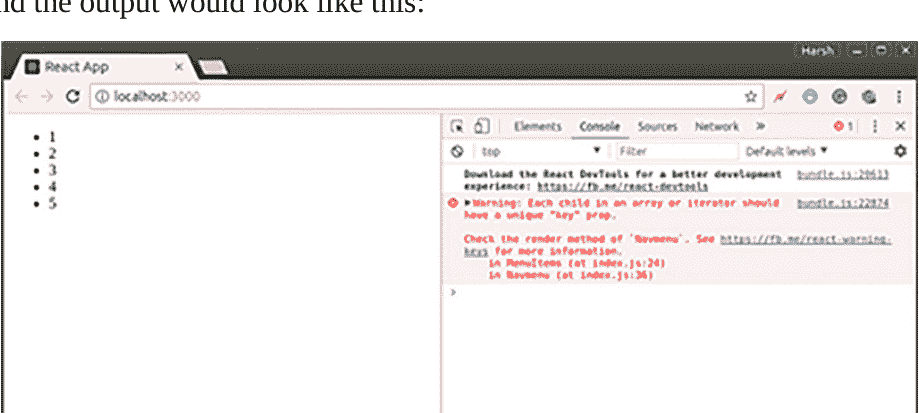 nd the output would look like this:
Harsh
React App
localhost:3000
1
2
3
4
5
Elements Console Sources Network » 1
top Filter Default levels
Download the React DevTools for a better development bundle.js:20613
experience: https://fb.me/react-devtools
Warning: Each child in an array or iterator should bundle.js:22874
have a unique "key" prop.
Check the render method of `Navmenu`. See https://fb.me/react-warning-
keys for more information.
in MenuItems (at index.js:24)
in Navmenu (at index.js:36)